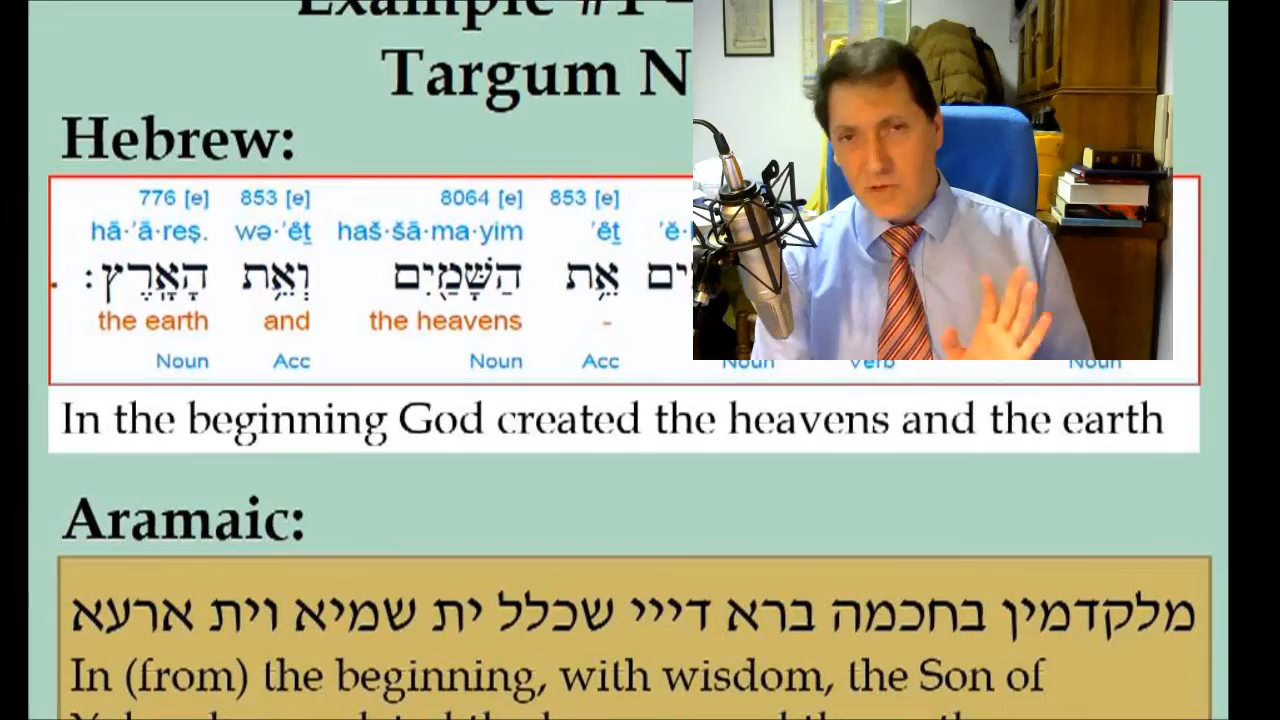 Example #1
Targum N
Hebrew:
776 [e] 853 [e] 8064 [e] 853 [e]
hā·’ā·reṣ. wə·’êṯ haš·šā·ma·yim ’êṯ
אֵ֥ת הַשָּׁמַ֖יִם וְאֵ֥ת הָאָֽרֶץ׃
the earth and the heavens -
Noun Acc Noun Acc Noun Verb Noun
In the beginning God created the heavens and the earth
Aramaic:
מלקדמין בחכמה ברא דייי שכלל ית שמיא וית ארעא
In (from) the beginning, with wisdom, the Son of